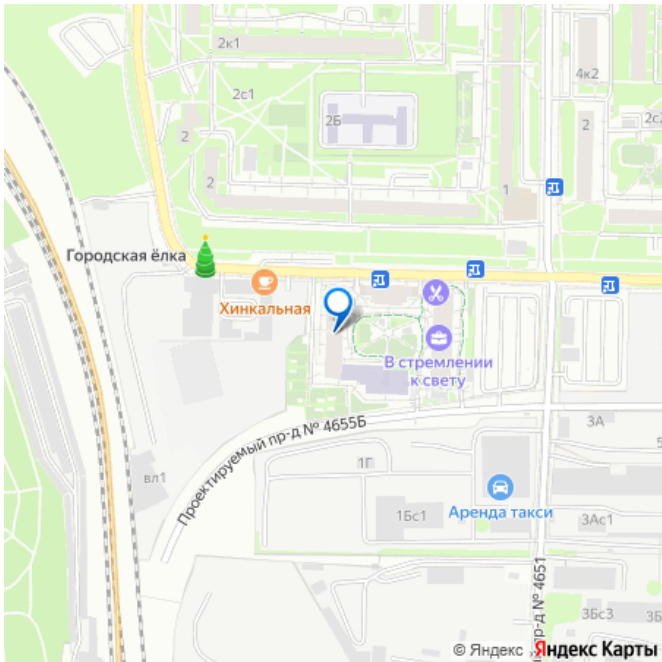 2к1
4к2
2с1
2Б
2с2
2
2
2
1
Городская ёлка
Хинкальная
В стремлении
к свету
3А
Проектируемый пр-д № 4655Б
1Г
вл1
1Бс1
Аренда такси
3Ас1
пр-д № 4651
3Бс3
3Б
© Яндекс Яндекс Карты